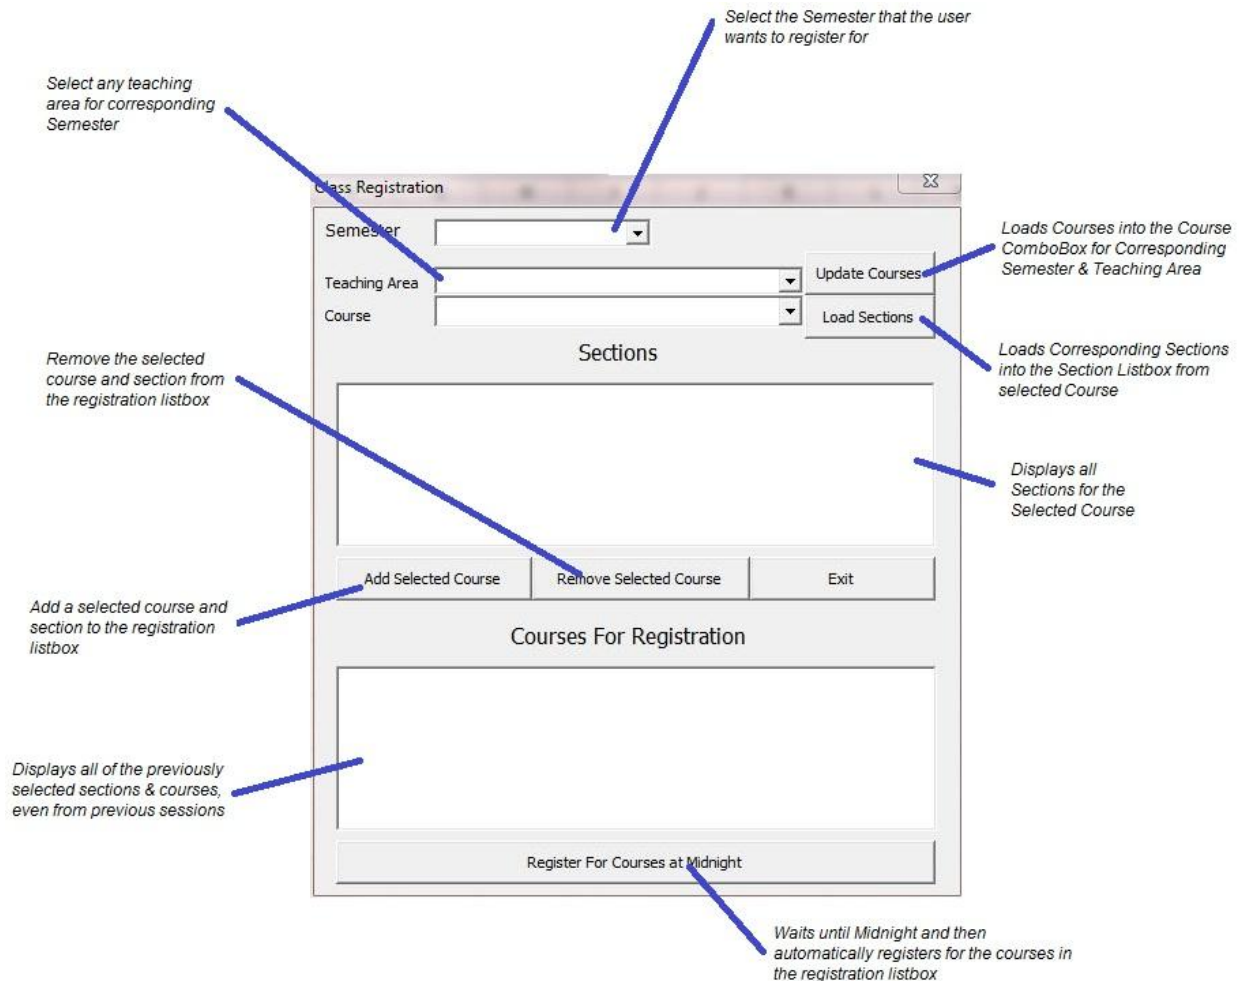 Select the Semester that the user
wants to register for
Select any teaching
area for corresponding
Semester
Class Registration
Semester
Teaching Area
Update Courses
Course
Load Sections
Loads Courses into the Course
ComboBox for Corresponding
Semester & Teaching Area
Sections
Remove the selected
course and section from
the registration listbox
Loads Corresponding Sections
into the Section Listbox from
selected Course
Displays all
Sections for the
Selected Course
Add Selected Course
Remove Selected Course
Exit
Add a selected course and
section to the registration
listbox
Courses For Registration
Displays all of the previously
selected sections & courses,
even from previous sessions
Register For Courses at Midnight
Waits until Midnight and then
automatically registers for the courses in
the registration listbox